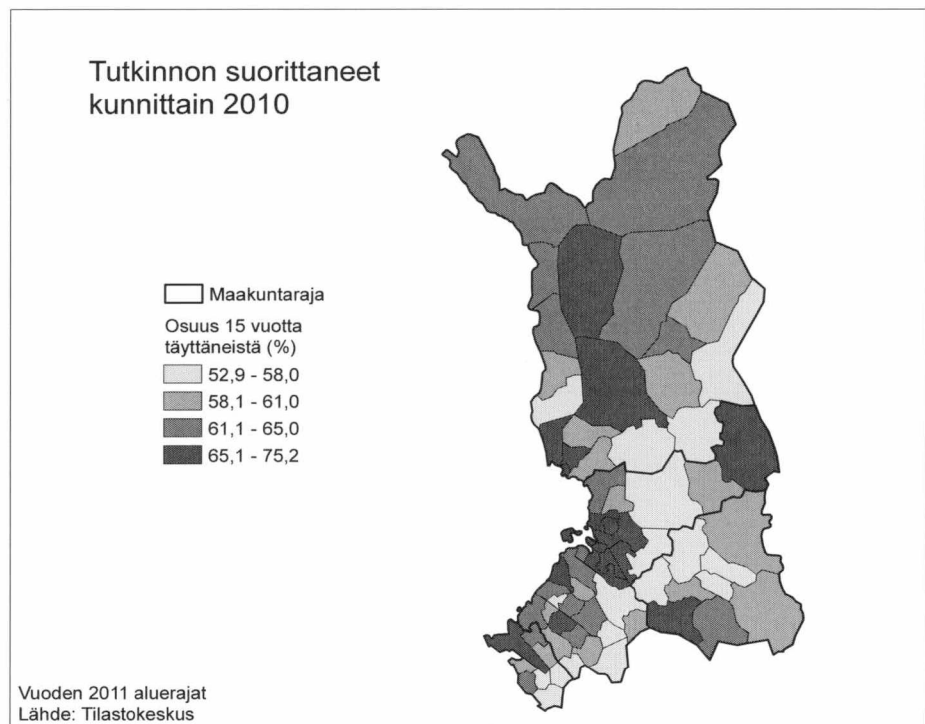 Tutkinnon suorittaneet
kunnittain 2010
Maakuntaraja
Osuus 15 vuotta
täyttäneistä (%)
52,9 - 58,0
58,1 - 61,0
61,1 - 65,0
65,1 - 75,2
Vuoden 2011 aluerajat
Lähde: Tilastokeskus